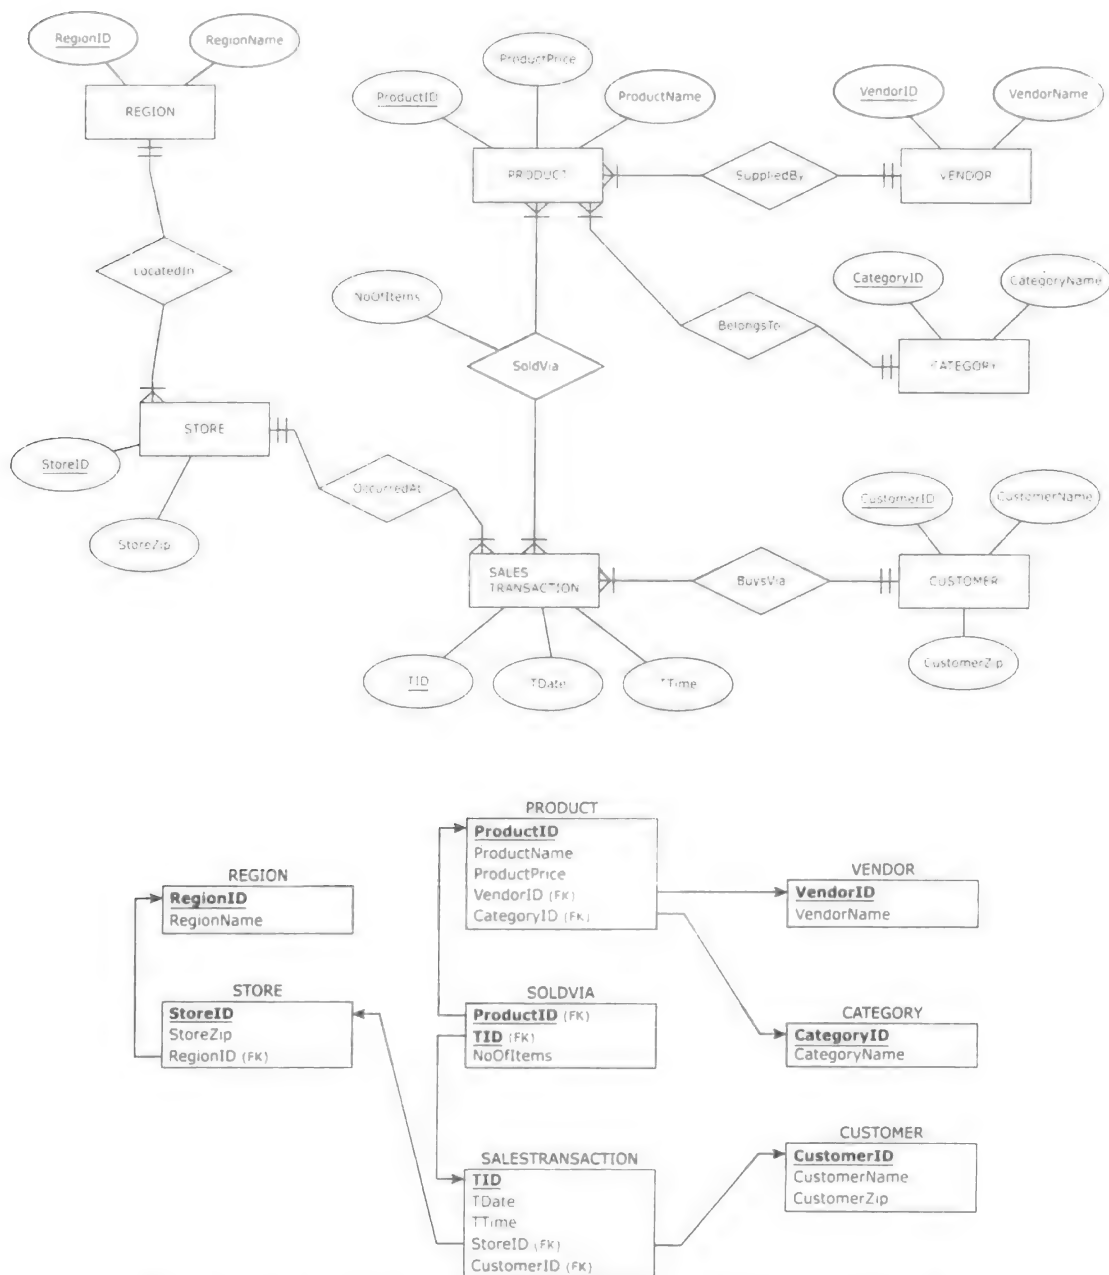 RegionID
RegionName
REGION
LocatedIn
STORE
StoreID
StoreZip
ProductPrice
ProductID
ProductName
PRODUCT
SuppliedBy
VendorID
VendorName
VENDOR
NoOfItems
SoldVia
BelongsTo
CategoryID
CategoryName
CATEGORY
OccurredAt
SALES
TRANSACTION
TID
TDate
TTime
BuysVia
CustomerID
CustomerName
CUSTOMER
CustomerZip
REGION
RegionID
RegionName
STORE
StoreID
StoreZip
RegionID (FK)
PRODUCT
ProductID
ProductName
ProductPrice
VendorID (FK)
CategoryID (FK)
SOLDVIA
ProductID (FK)
TID (FK)
NoOfItems
SALESTRANSACTION
TID
TDate
TTime
StoreID (FK)
CustomerID (FK)
VENDOR
VendorID
VendorName
CATEGORY
CategoryID
CategoryName
CUSTOMER
CustomerID
CustomerName
CustomerZip